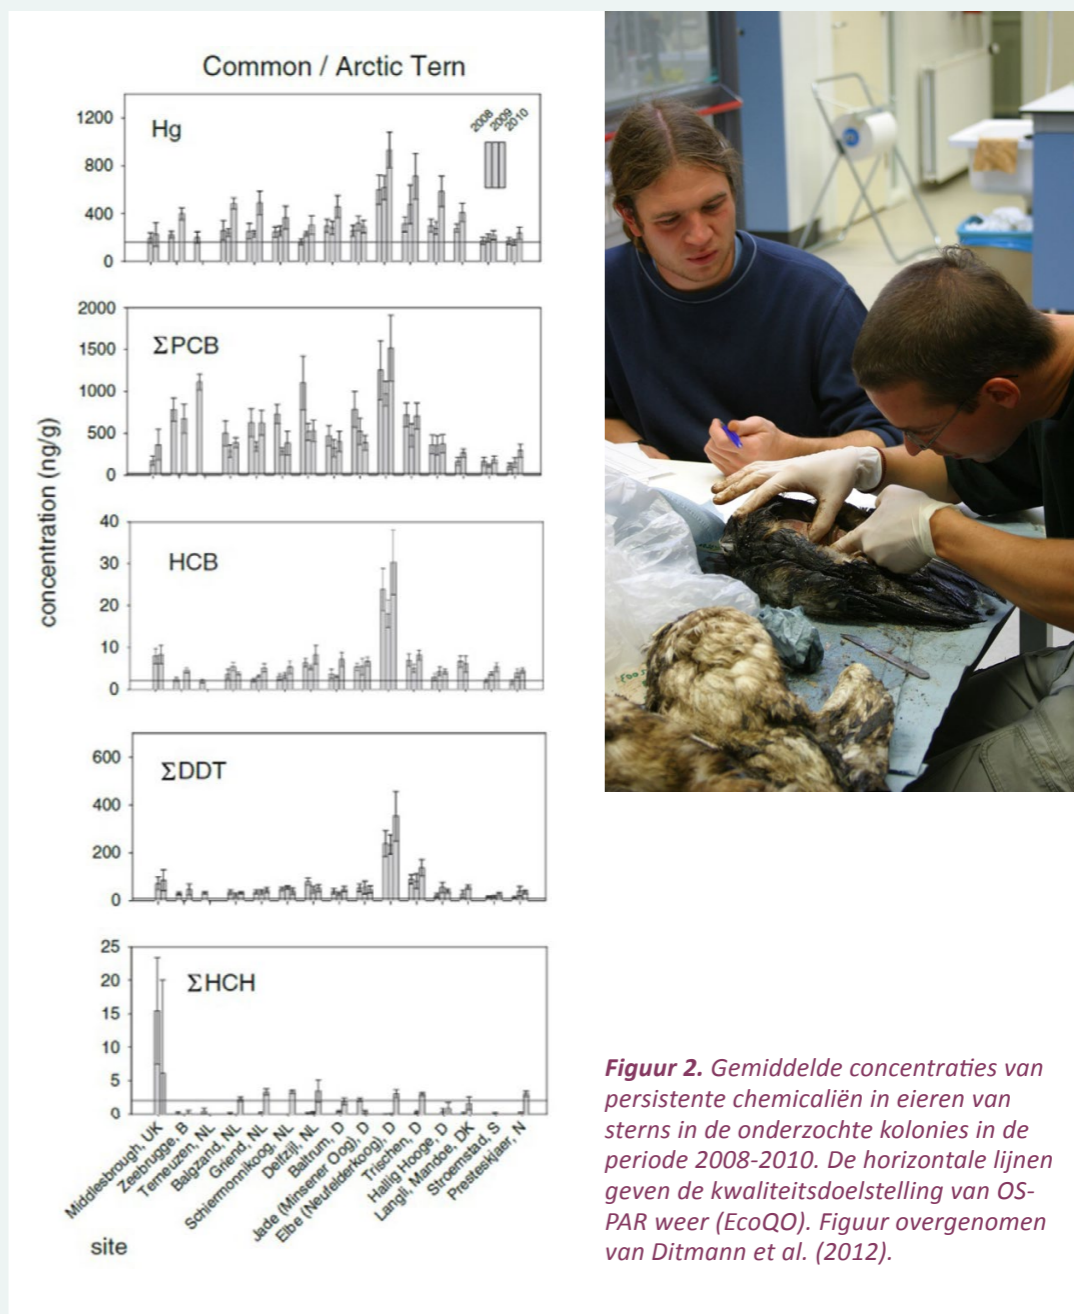 Common / Arctic Tern
Hg
2008
2009
2010
1200
800
400
0
ΣPCB
2000
1500
1000
500
0
HCB
40
30
20
10
0
ΣDDT
600
400
200
0
ΣHCH
25
20
15
10
5
0
concentration (ng/g)
Middlesbrough, UK
Zeebrugge, B
Terneuzen, NL
Balgzand, NL
Griend, NL
Schiermonnikoog, NL
Delfzijl, NL
Baltrum, D
Jade (Minsener Oog), D
Elbe (Neufelderkoog), D
Trischen, D
Hallig Hooge, D
Langli, Mandoe, DK
Stroemstad, S
Presteskjaer, N
site
Figuur 2. Gemiddelde concentraties van
persistente chemicaliën in eieren van
sterns in de onderzochte kolonies in de
periode 2008-2010. De horizontale lijnen
geven de kwaliteitsdoelstelling van OS-
PAR weer (EcoQO). Figuur overgenomen
van Ditmann et al. (2012).